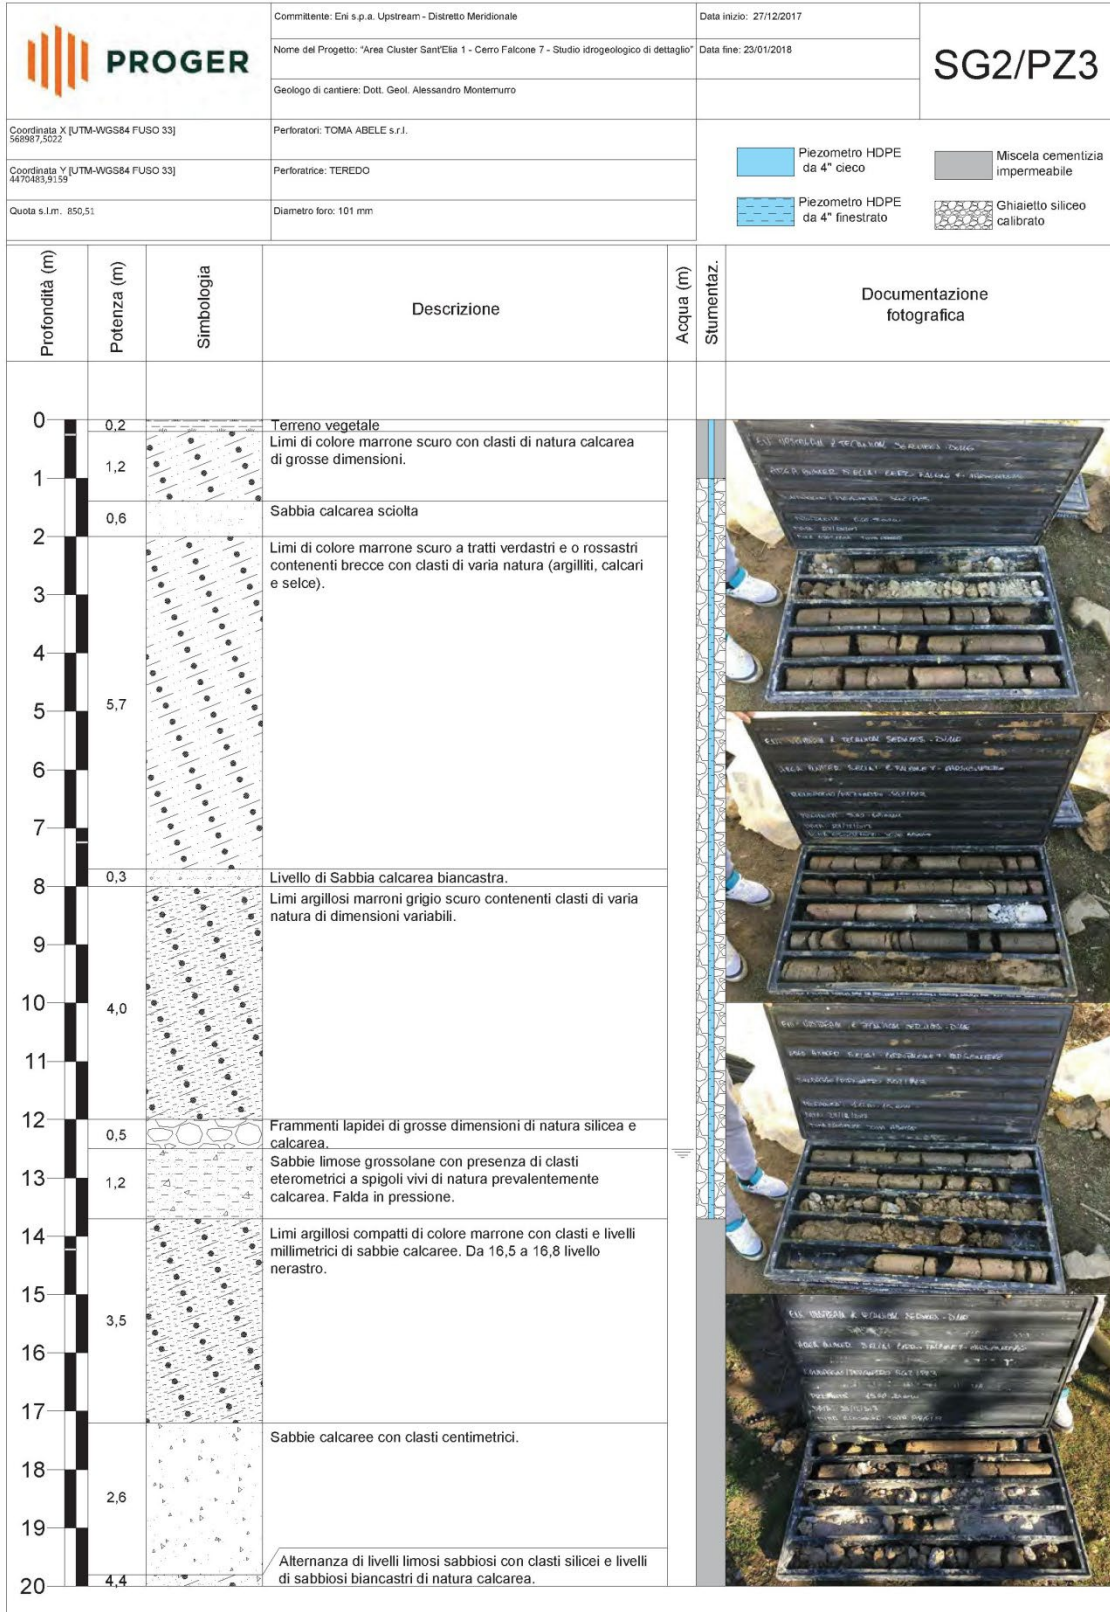 PROGER
Committente: Eni s.p.a. Upstream - Distretto Meridionale
Data inizio: 27/12/2017
Nome del Progetto: "Area Cluster Sant'Elia 1 - Cerro Falcone 7 - Studio idrogeologico di dettaglio"
Data fine: 23/01/2018
Geologo di cantiere: Dott. Geol. Alessandro Montemurro
SG2/PZ3
Coordinata X [UTM-WGS84 FUSO 33]
568987,5022
Perforatori: TOMA ABELE s.r.l.
Coordinata Y [UTM-WGS84 FUSO 33]
4470483,9159
Perforatrice: TEREDO
Quota s.l.m. 850,51
Diametro foro: 101 mm
Piezometro HDPE
da 4" cieco
Miscela cementizia
impermeabile
Piezometro HDPE
da 4" finestrato
Ghiaietto siliceo
calibrato
Profondità (m)
Potenza (m)
Simbologia
Descrizione
Acqua (m)
Stumentaz.
Documentazione
fotografica
0
0,2
Terreno vegetale
Limi di colore marrone scuro con clasti di natura calcarea
di grosse dimensioni.
1,2
1
0,6
Sabbia calcarea sciolta
2
Limi di colore marrone scuro a tratti verdastri e o rossastri
contenenti brecce con clasti di varia natura (argilliti, calcari
e selce).
3
4
5,7
5
6
7
0,3
Livello di Sabbia calcarea biancastra.
8
Limi argillosi marroni grigio scuro contenenti clasti di varia
natura di dimensioni variabili.
9
10
4,0
11
12
0,5
Frammenti lapidei di grosse dimensioni di natura silicea e
calcarea.
Sabbie limose grossolane con presenza di clasti
eterometrici a spigoli vivi di natura prevalentemente
calcarea. Falda in pressione.
13
1,2
14
Limi argillosi compatti di colore marrone con clasti e livelli
millimetrici di sabbie calcaree. Da 16,5 a 16,8 livello
nerastro.
15
3,5
16
17
Sabbie calcaree con clasti centimetrici.
18
2,6
19
Alternanza di livelli limosi sabbiosi con clasti silicei e livelli
di sabbiosi biancastri di natura calcarea.
20
4,4